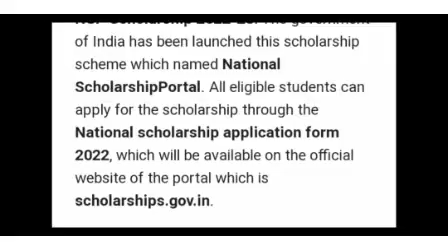 of India has been launched this scholarship
scheme which named National
ScholarshipPortal. All eligible students can
apply for the scholarship through the
National scholarship application form
2022, which will be available on the official
website of the portal which is
scholarships.gov.in.